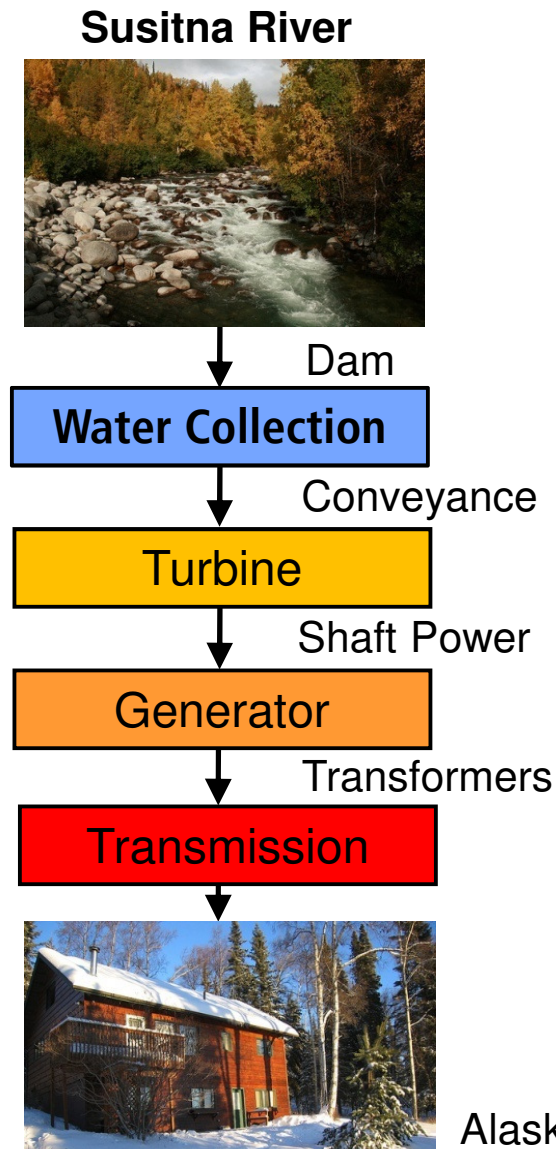 Susitna River
Dam
Water Collection
Conveyance
Turbine
Shaft Power
Generator
Transformers
Transmission
Alask